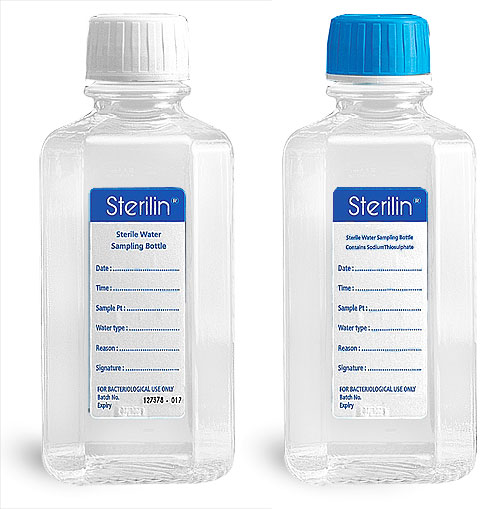 Sterilin®
Sterile Water
Sampling Bottle
Date :
Time :
Sample Pt :
Water type :
Reason :
Signature :
FOR BACTERIOLOGICAL USE ONLY
Batch No. 127378 - 017
Expiry
Sterilin®
Sterile Water Sampling Bottle
Contains SodiumThiosulphate
Date :
Time :
Sample Pt :
Water type :
Reason :
Signature :
FOR BACTERIOLOGICAL USE ONLY
Batch No.
Expiry